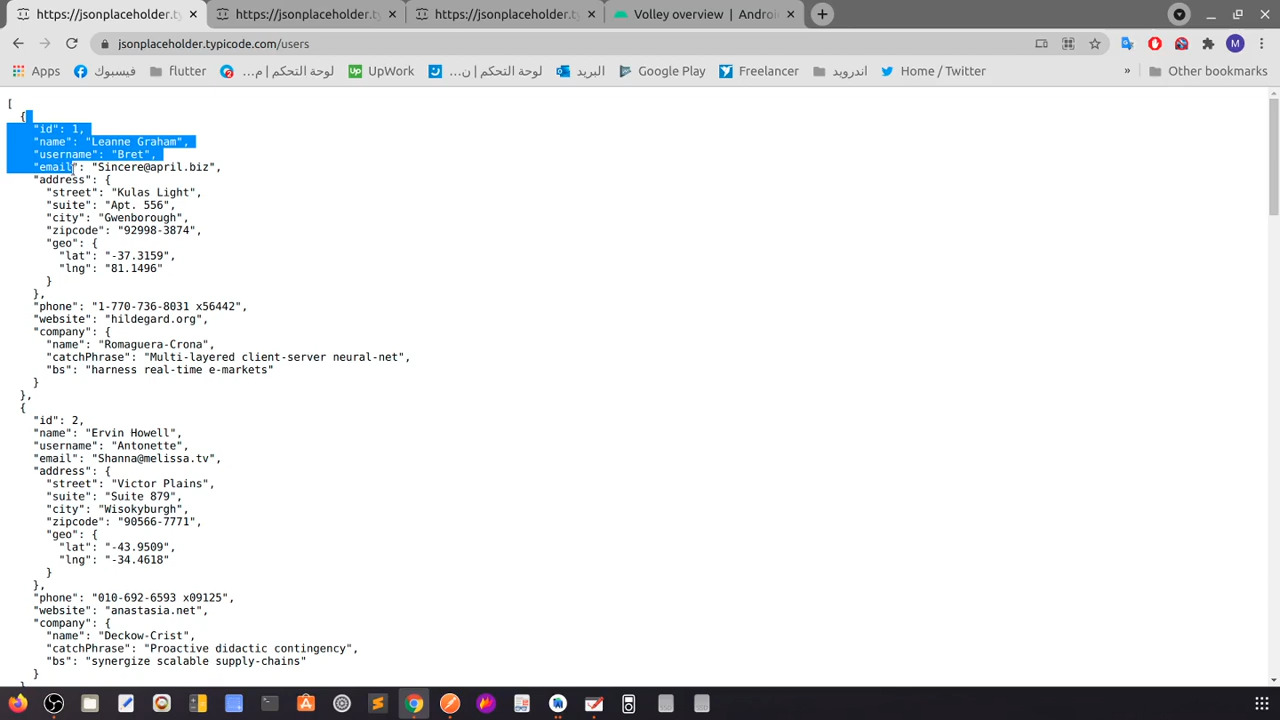 https://jsonplaceholder.ty
https://jsonplaceholder.ty
https://jsonplaceholder.ty
Volley overview | Androi
jsonplaceholder.typicode.com/users
M
Apps
فيسبوك
flutter
لوحة التحكم | م...
UpWork
لوحة التحكم | ن...
البريد
Google Play
Freelancer
اندرويد
Home / Twitter
»
Other bookmarks
[
{
"id": 1,
"name": "Leanne Graham",
"username": "Bret",
"email": "Sincere@april.biz",
"address": {
"street": "Kulas Light",
"suite": "Apt. 556",
"city": "Gwenborough",
"zipcode": "92998-3874",
"geo": {
"lat": "-37.3159",
"lng": "81.1496"
}
},
"phone": "1-770-736-8031 x56442",
"website": "hildegard.org",
"company": {
"name": "Romaguera-Crona",
"catchPhrase": "Multi-layered client-server neural-net",
"bs": "harness real-time e-markets"
}
},
{
"id": 2,
"name": "Ervin Howell",
"username": "Antonette",
"email": "Shanna@melissa.tv",
"address": {
"street": "Victor Plains",
"suite": "Suite 879",
"city": "Wisokyburgh",
"zipcode": "90566-7771",
"geo": {
"lat": "-43.9509",
"lng": "-34.4618"
}
},
"phone": "010-692-6593 x09125",
"website": "anastasia.net",
"company": {
"name": "Deckow-Crist",
"catchPhrase": "Proactive didactic contingency",
"bs": "synergize scalable supply-chains"
}
}